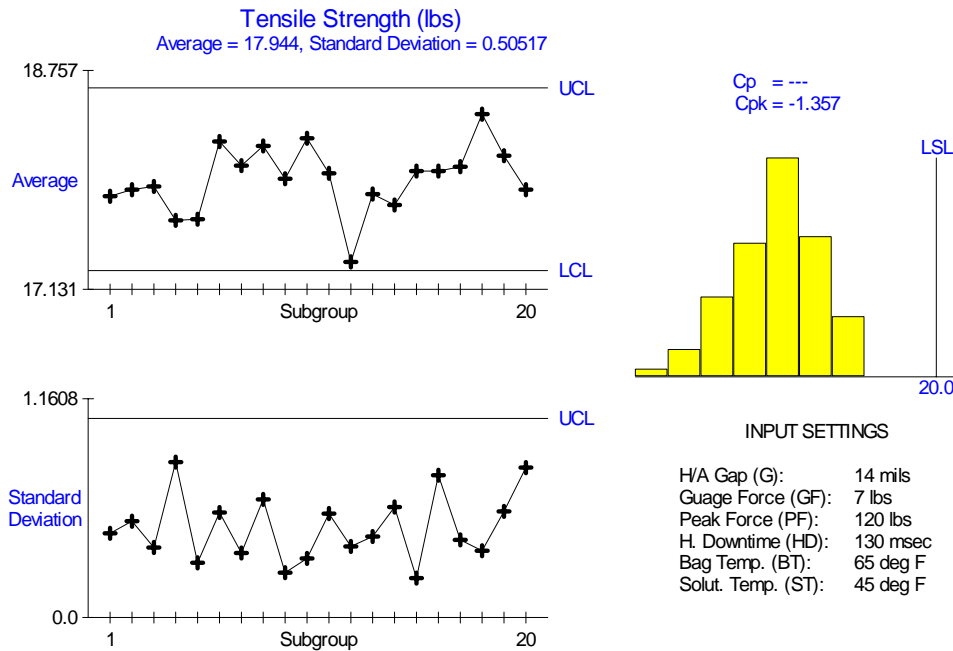 Tensile Strength (lbs)
Average = 17.944, Standard Deviation = 0.50517
18.757
UCL
Average
LCL
17.131
1
Subgroup
20
1.1608
UCL
Standard
Deviation
0.0
1
Subgroup
20
Cp = ---
Cpk = -1.357
LSL
20.0
INPUT SETTINGS
H/A Gap (G): 14 mils
Guage Force (GF): 7 lbs
Peak Force (PF): 120 lbs
H. Downtime (HD): 130 msec
Bag Temp. (BT): 65 deg F
Solut. Temp. (ST): 45 deg F